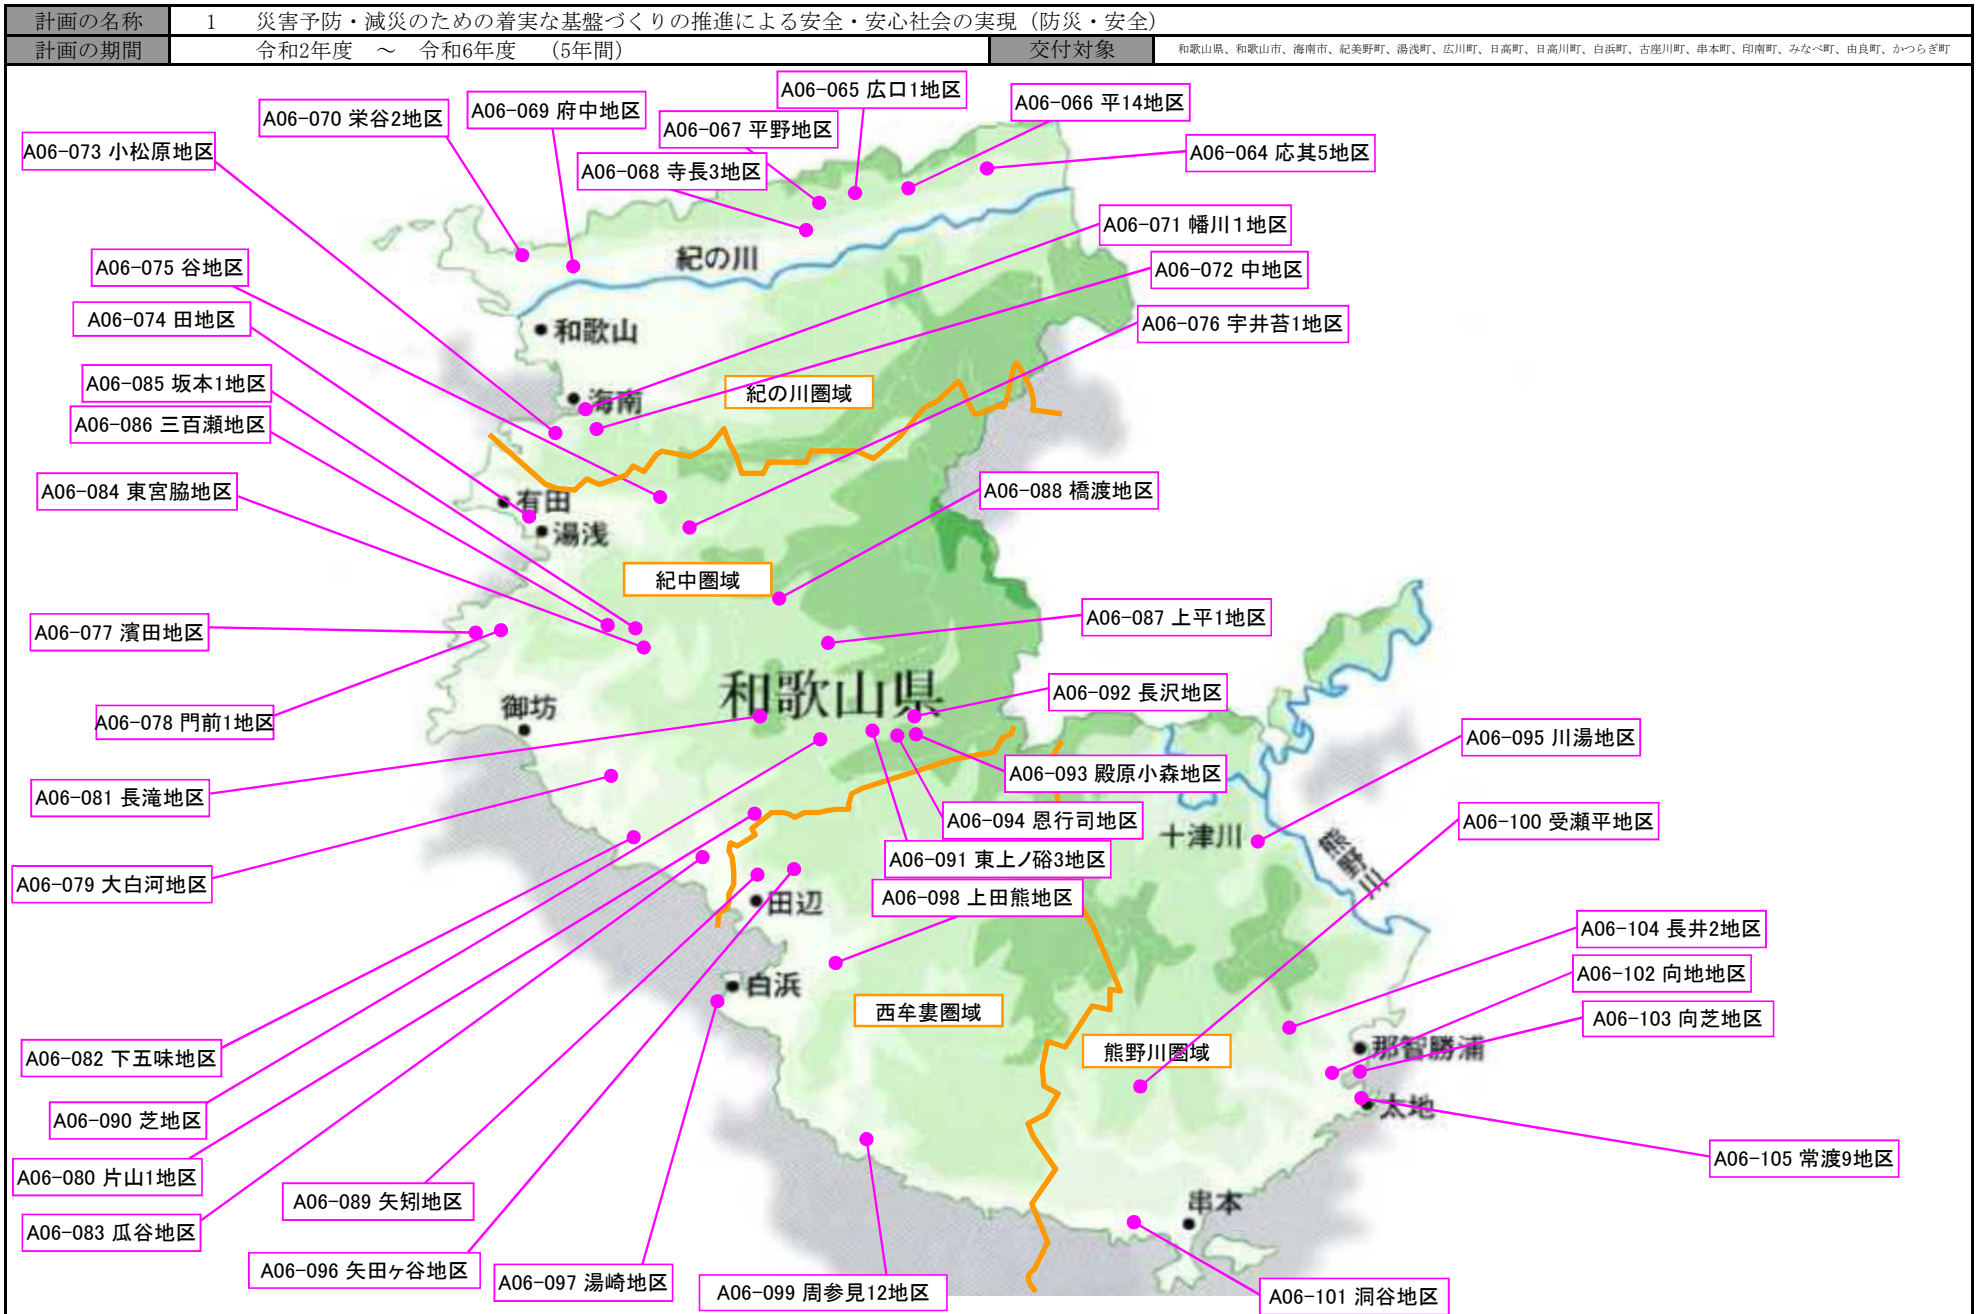 計画の名称 1 災害予防・減災のための着実な基盤づくりの推進による安全・安心社会の実現（防災・安全）
計画の期間 令和2年度 ～ 令和6年度 （5年間） 交付対象 和歌山県、和歌山市、海南市、紀美野町、湯浅町、広川町、日高町、日高川町、白浜町、古座川町、串本町、印南町、みなべ町、由良町、かつらぎ町
A06-065 広口1地区
A06-066 平14地区
A06-069 府中地区
A06-070 栄谷2地区
A06-067 平野地区
A06-073 小松原地区
A06-064 応其5地区
A06-068 寺長3地区
A06-071 幡川1地区
紀の川
A06-075 谷地区
A06-072 中地区
A06-074 田地区
A06-076 宇井苔1地区
和歌山
A06-085 坂本1地区
紀の川圏域
海南
A06-086 三百瀬地区
A06-084 東宮脇地区
A06-088 橋渡地区
有田
湯浅
紀中圏域
A06-087 上平1地区
A06-077 濱田地区
和歌山県
A06-092 長沢地区
御坊
A06-078 門前1地区
A06-095 川湯地区
A06-093 殿原小森地区
A06-081 長滝地区
A06-094 恩行司地区
A06-100 受瀬平地区
十津川
熊野川
A06-091 東上ノ硲3地区
A06-079 大白河地区
A06-098 上田熊地区
田辺
A06-104 長井2地区
A06-102 向地地区
白浜
西牟婁圏域
A06-103 向芝地区
那智勝浦
熊野川圏域
A06-082 下五味地区
太地
A06-090 芝地区
A06-105 常渡9地区
A06-080 片山1地区
A06-089 矢矧地区
串本
A06-083 瓜谷地区
A06-096 矢田ヶ谷地区
A06-097 湯崎地区
A06-099 周参見12地区
A06-101 洞谷地区